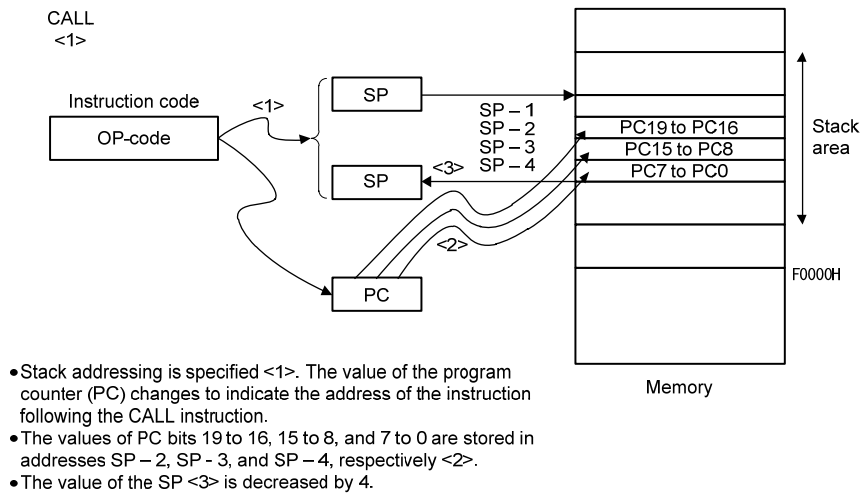 CALL
<1>
Instruction code
OP-code
<1>
SP
SP – 1
SP – 2
SP – 3
SP – 4
<3>
SP
<2>
PC
PC19 to PC16
PC15 to PC8
PC7 to PC0
Stack
area
F0000H
Memory
•Stack addressing is specified <1>. The value of the program
counter (PC) changes to indicate the address of the instruction
following the CALL instruction.
•The values of PC bits 19 to 16, 15 to 8, and 7 to 0 are stored in
addresses SP – 2, SP - 3, and SP – 4, respectively <2>.
•The value of the SP <3> is decreased by 4.